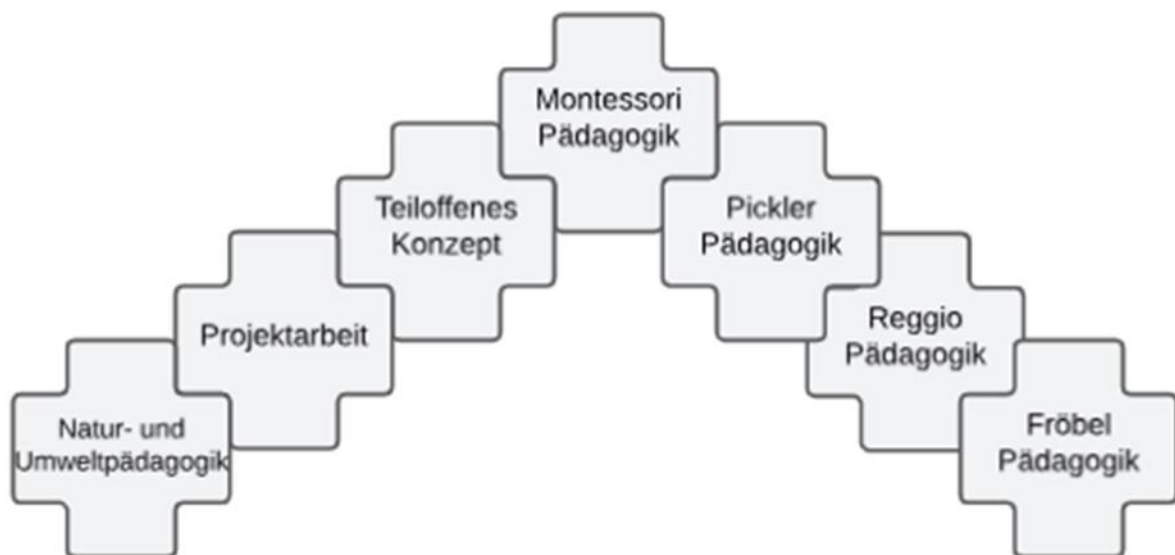 Montessori
Pädagogik
Teiloffenes
Konzept
Pickler
Pädagogik
Projektarbeit
Reggio
Pädagogik
Natur- und
Umweltpädagogik
Fröbel
Pädagogik